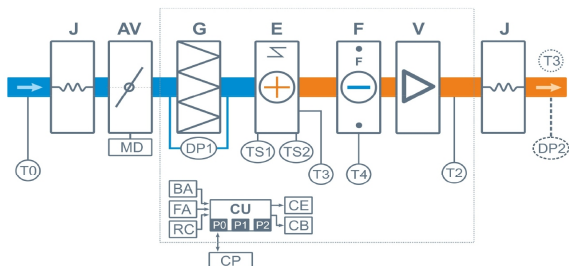 J AV G E F V J
F
T3
MD
DP1
TS1 TS2
T0
T3 T4 T2
DP2
BA
FA
RC
CU
P0 P1 P2
CE
CB
CP